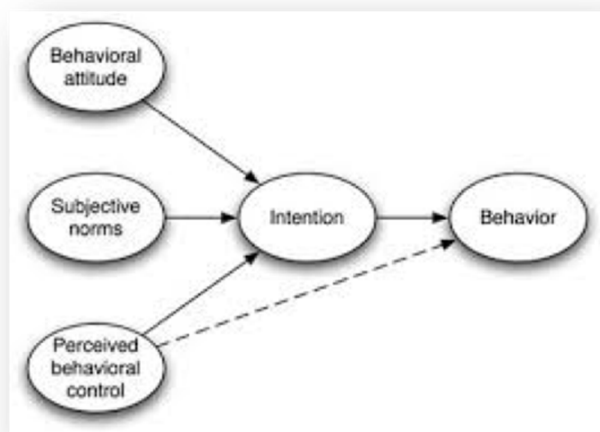 Behavioral
attitude
Subjective
norms
Intention
Behavior
Perceived
behavioral
control